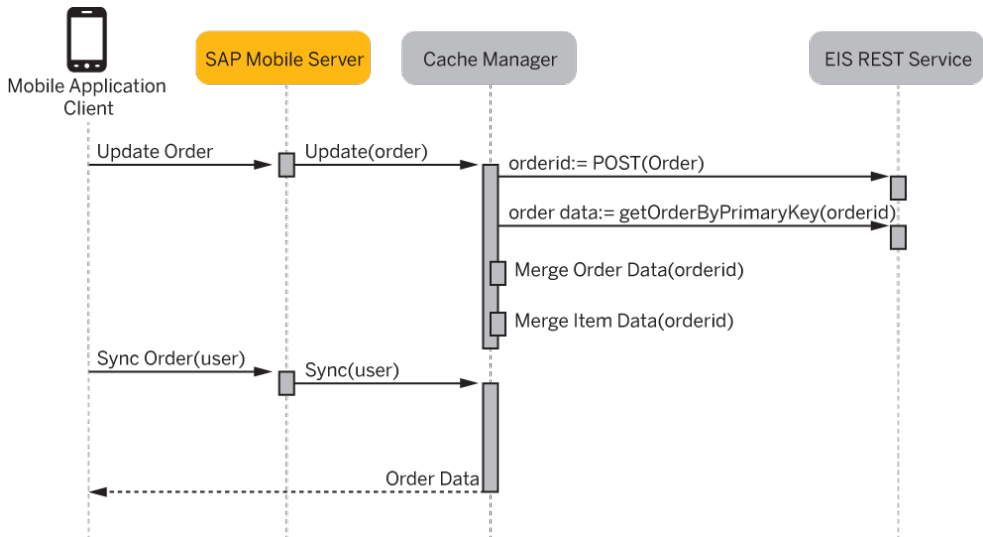 Mobile Application
Client
SAP Mobile Server
Cache Manager
EIS REST Service
Update Order
Update(order)
orderid:= POST(Order)
order data:= getOrderByPrimaryKey(orderid)
Merge Order Data(orderid)
Merge Item Data(orderid)
Sync Order(user)
Sync(user)
Order Data